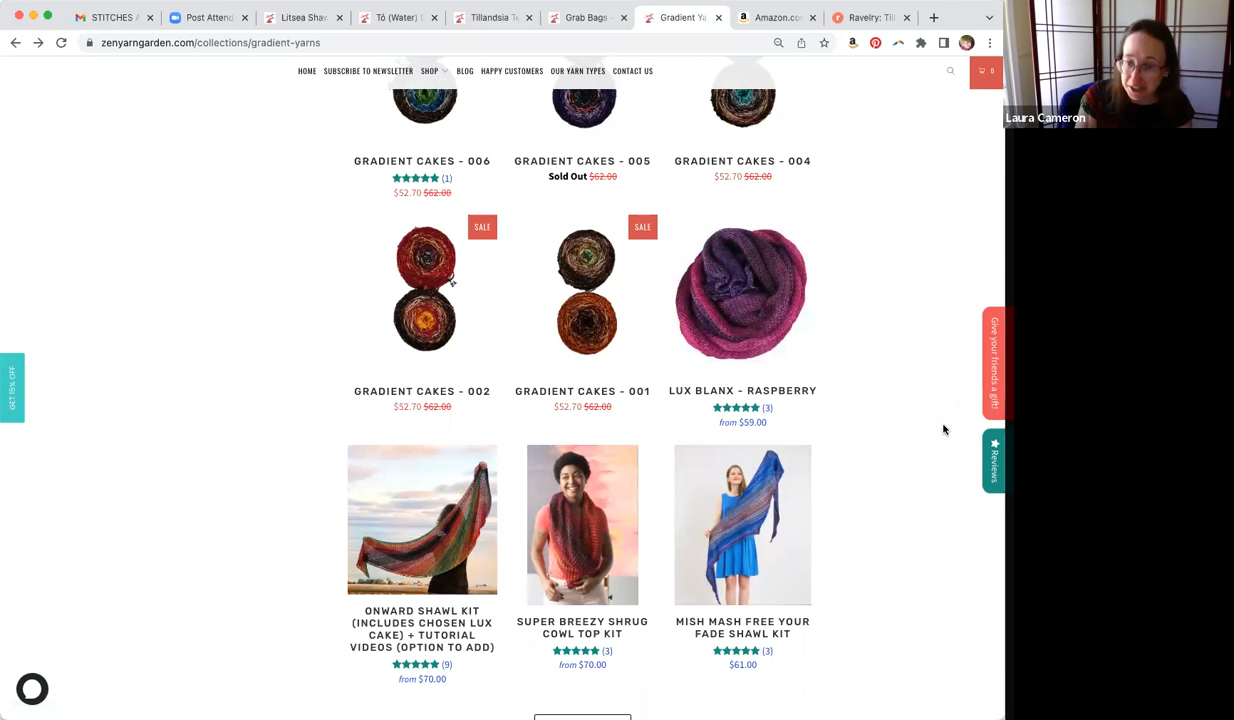 STITCHES A
Post Attend
Litsea Shaw
Tó (Water) C
Tillandsia Te
Grab Bags -
Gradient Ya
Amazon.co
Ravelry: Till
zenyarngarden.com/collections/gradient-yarns
HOME SUBSCRIBE TO NEWSLETTER SHOP BLOG HAPPY CUSTOMERS OUR YARN TYPES CONTACT US
0
Laura Cameron
GRADIENT CAKES - 006
(1)
$52.70 $62.00
GRADIENT CAKES - 005
Sold Out $62.00
GRADIENT CAKES - 004
$52.70 $62.00
SALE
SALE
GRADIENT CAKES - 002
$52.70 $62.00
GRADIENT CAKES - 001
$52.70 $62.00
LUX BLANX - RASPBERRY
(3)
from $59.00
ONWARD SHAWL KIT
(INCLUDES CHOSEN LUX
CAKE) + TUTORIAL
VIDEOS (OPTION TO ADD)
(9)
from $70.00
SUPER BREEZY SHRUG
COWL TOP KIT
(3)
from $70.00
MISH MASH FREE YOUR
FADE SHAWL KIT
(3)
$61.00
GET 15% OFF
Give your friends a gift!
Reviews